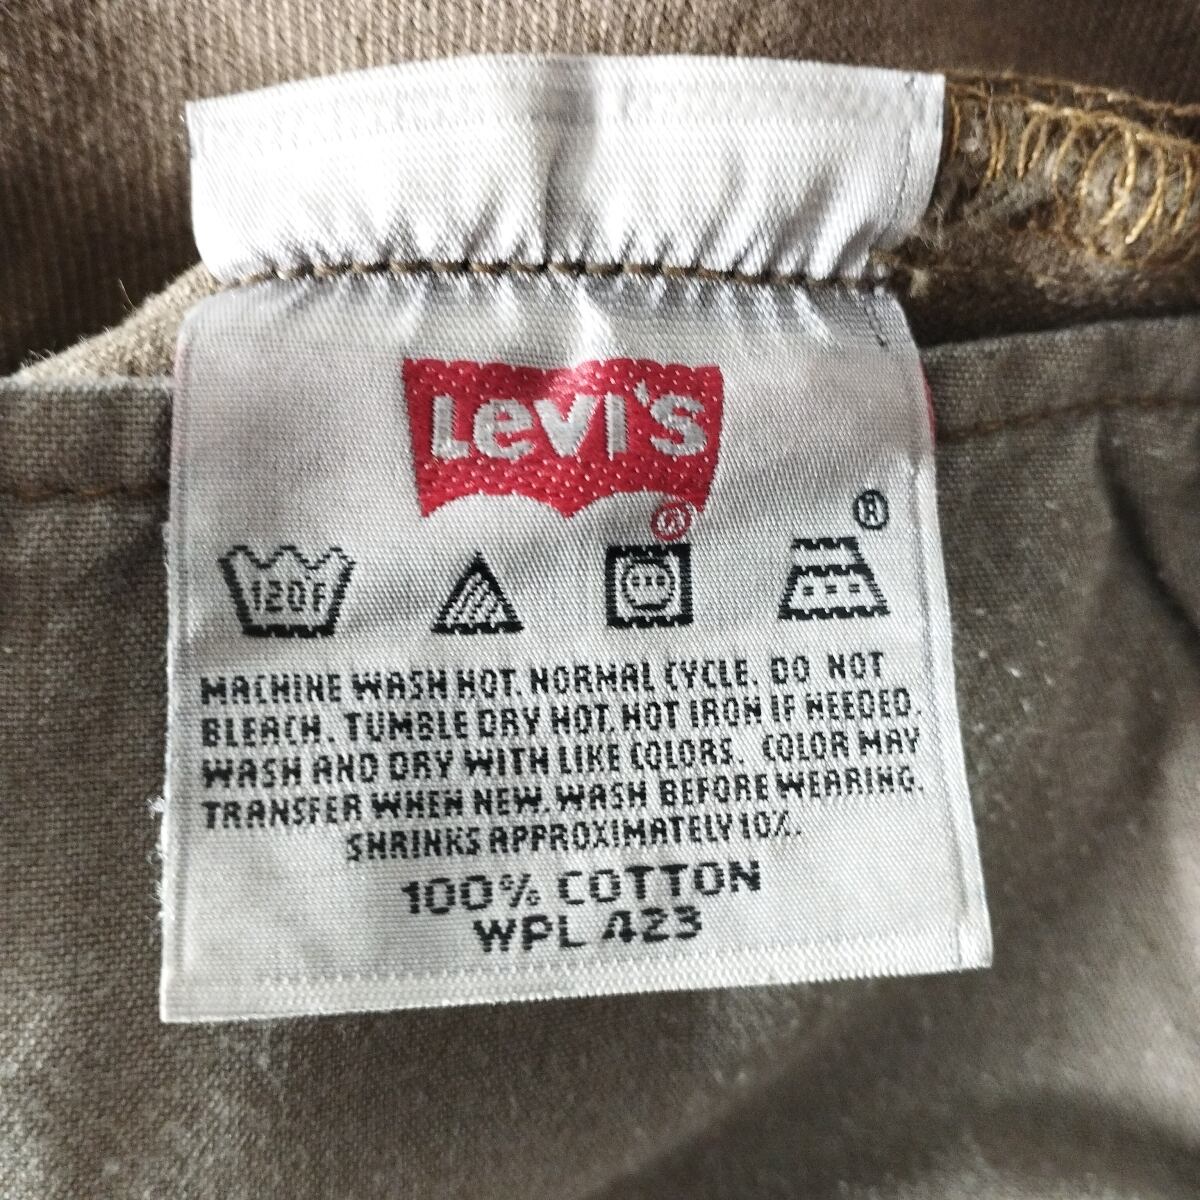 LEVI'S
®
®
120°F
MACHINE WASH HOT. NORMAL CYCLE. DO NOT
BLEACH. TUMBLE DRY HOT, HOT IRON IF NEEDED.
WASH AND DRY WITH LIKE COLORS. COLOR MAY
TRANSFER WHEN NEW. WASH BEFORE WEARING.
SHRINKS APPROXIMATELY 10%.
100% COTTON
WPL 423